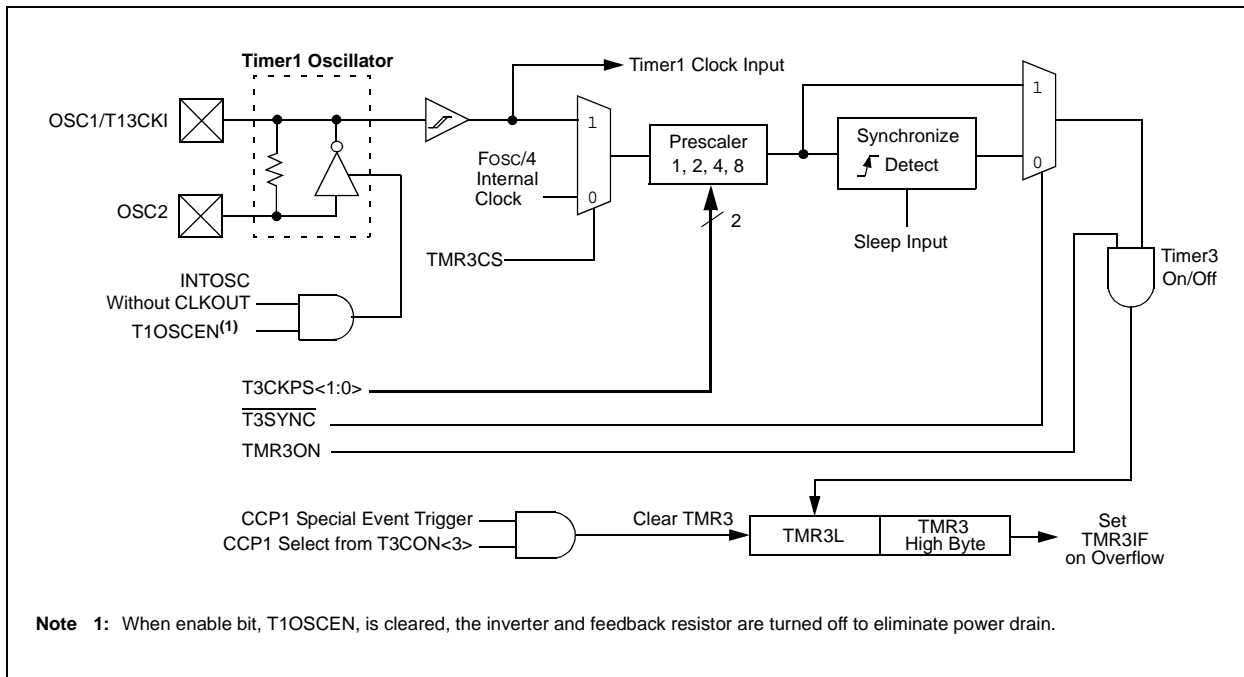 Timer1 Oscillator
Timer1 Clock Input
OSC1/T13CKI
1
1
FOSC/4
Internal
Clock
0
Prescaler
1, 2, 4, 8
Synchronize
Detect
0
OSC2
2
Sleep Input
TMR3CS
Timer3
On/Off
INTOSC
Without CLKOUT
T1OSCEN(1)
T3CKPS<1:0>
T3SYNC
TMR3ON
CCP1 Special Event Trigger
CCP1 Select from T3CON<3>
Clear TMR3
TMR3L
TMR3
High Byte
Set
TMR3IF
on Overflow
Note 1: When enable bit, T1OSCEN, is cleared, the inverter and feedback resistor are turned off to eliminate power drain.